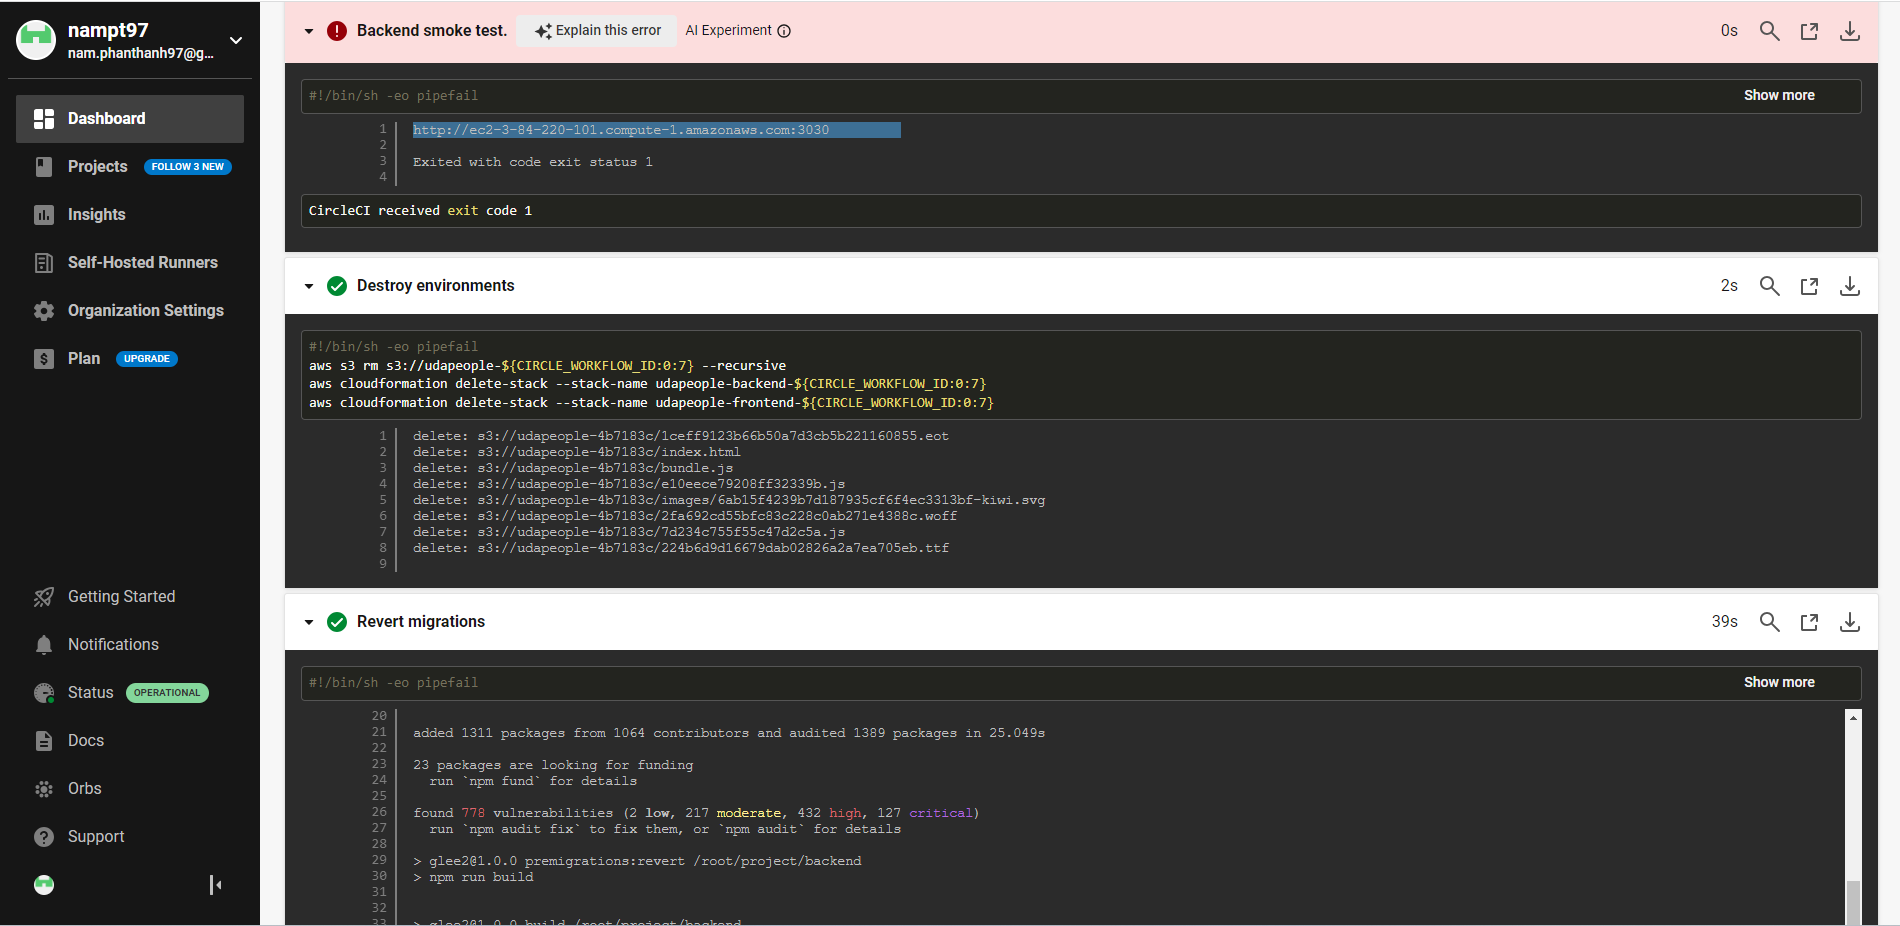 nampt97
nam.phanthanh97@g...
Dashboard
Projects FOLLOW 3 NEW
Insights
Self-Hosted Runners
Organization Settings
Plan UPGRADE
Getting Started
Notifications
Status OPERATIONAL
Docs
Orbs
Support
Backend smoke test. Explain this error AI Experiment 0s
#!/bin/sh -eo pipefail Show more
1 http://ec2-3-84-220-101.compute-1.amazonaws.com:3030
2
3 Exited with code exit status 1
4
CircleCI received exit code 1
Destroy environments 2s
#!/bin/sh -eo pipefail
aws s3 rm s3://udapeople-${CIRCLE_WORKFLOW_ID:0:7} --recursive
aws cloudformation delete-stack --stack-name udapeople-backend-${CIRCLE_WORKFLOW_ID:0:7}
aws cloudformation delete-stack --stack-name udapeople-frontend-${CIRCLE_WORKFLOW_ID:0:7}
1 delete: s3://udapeople-4b7183c/1ceff9123b66b50a7d3cb5b221160855.eot
2 delete: s3://udapeople-4b7183c/index.html
3 delete: s3://udapeople-4b7183c/bundle.js
4 delete: s3://udapeople-4b7183c/e10eece79208ff32339b.js
5 delete: s3://udapeople-4b7183c/images/6ab15f4239b7d187935cf6f4ec3313bf-kiwi.svg
6 delete: s3://udapeople-4b7183c/2fa692cd55bfc83c228c0ab271e4388c.woff
7 delete: s3://udapeople-4b7183c/7d234c755f55c47d2c5a.js
8 delete: s3://udapeople-4b7183c/224b6d9d16679dab02826a2a7ea705eb.ttf
9
Revert migrations 39s
#!/bin/sh -eo pipefail Show more
20
21 added 1311 packages from 1064 contributors and audited 1389 packages in 25.049s
22
23 23 packages are looking for funding
24 run `npm fund` for details
25
26 found 778 vulnerabilities (2 low, 217 moderate, 432 high, 127 critical)
27 run `npm audit fix` to fix them, or `npm audit` for details
28
29 > glee2@1.0.0 premigrations:revert /root/project/backend
30 > npm run build
31
32
33 > glee2@1.0.0 build /root/project/backend